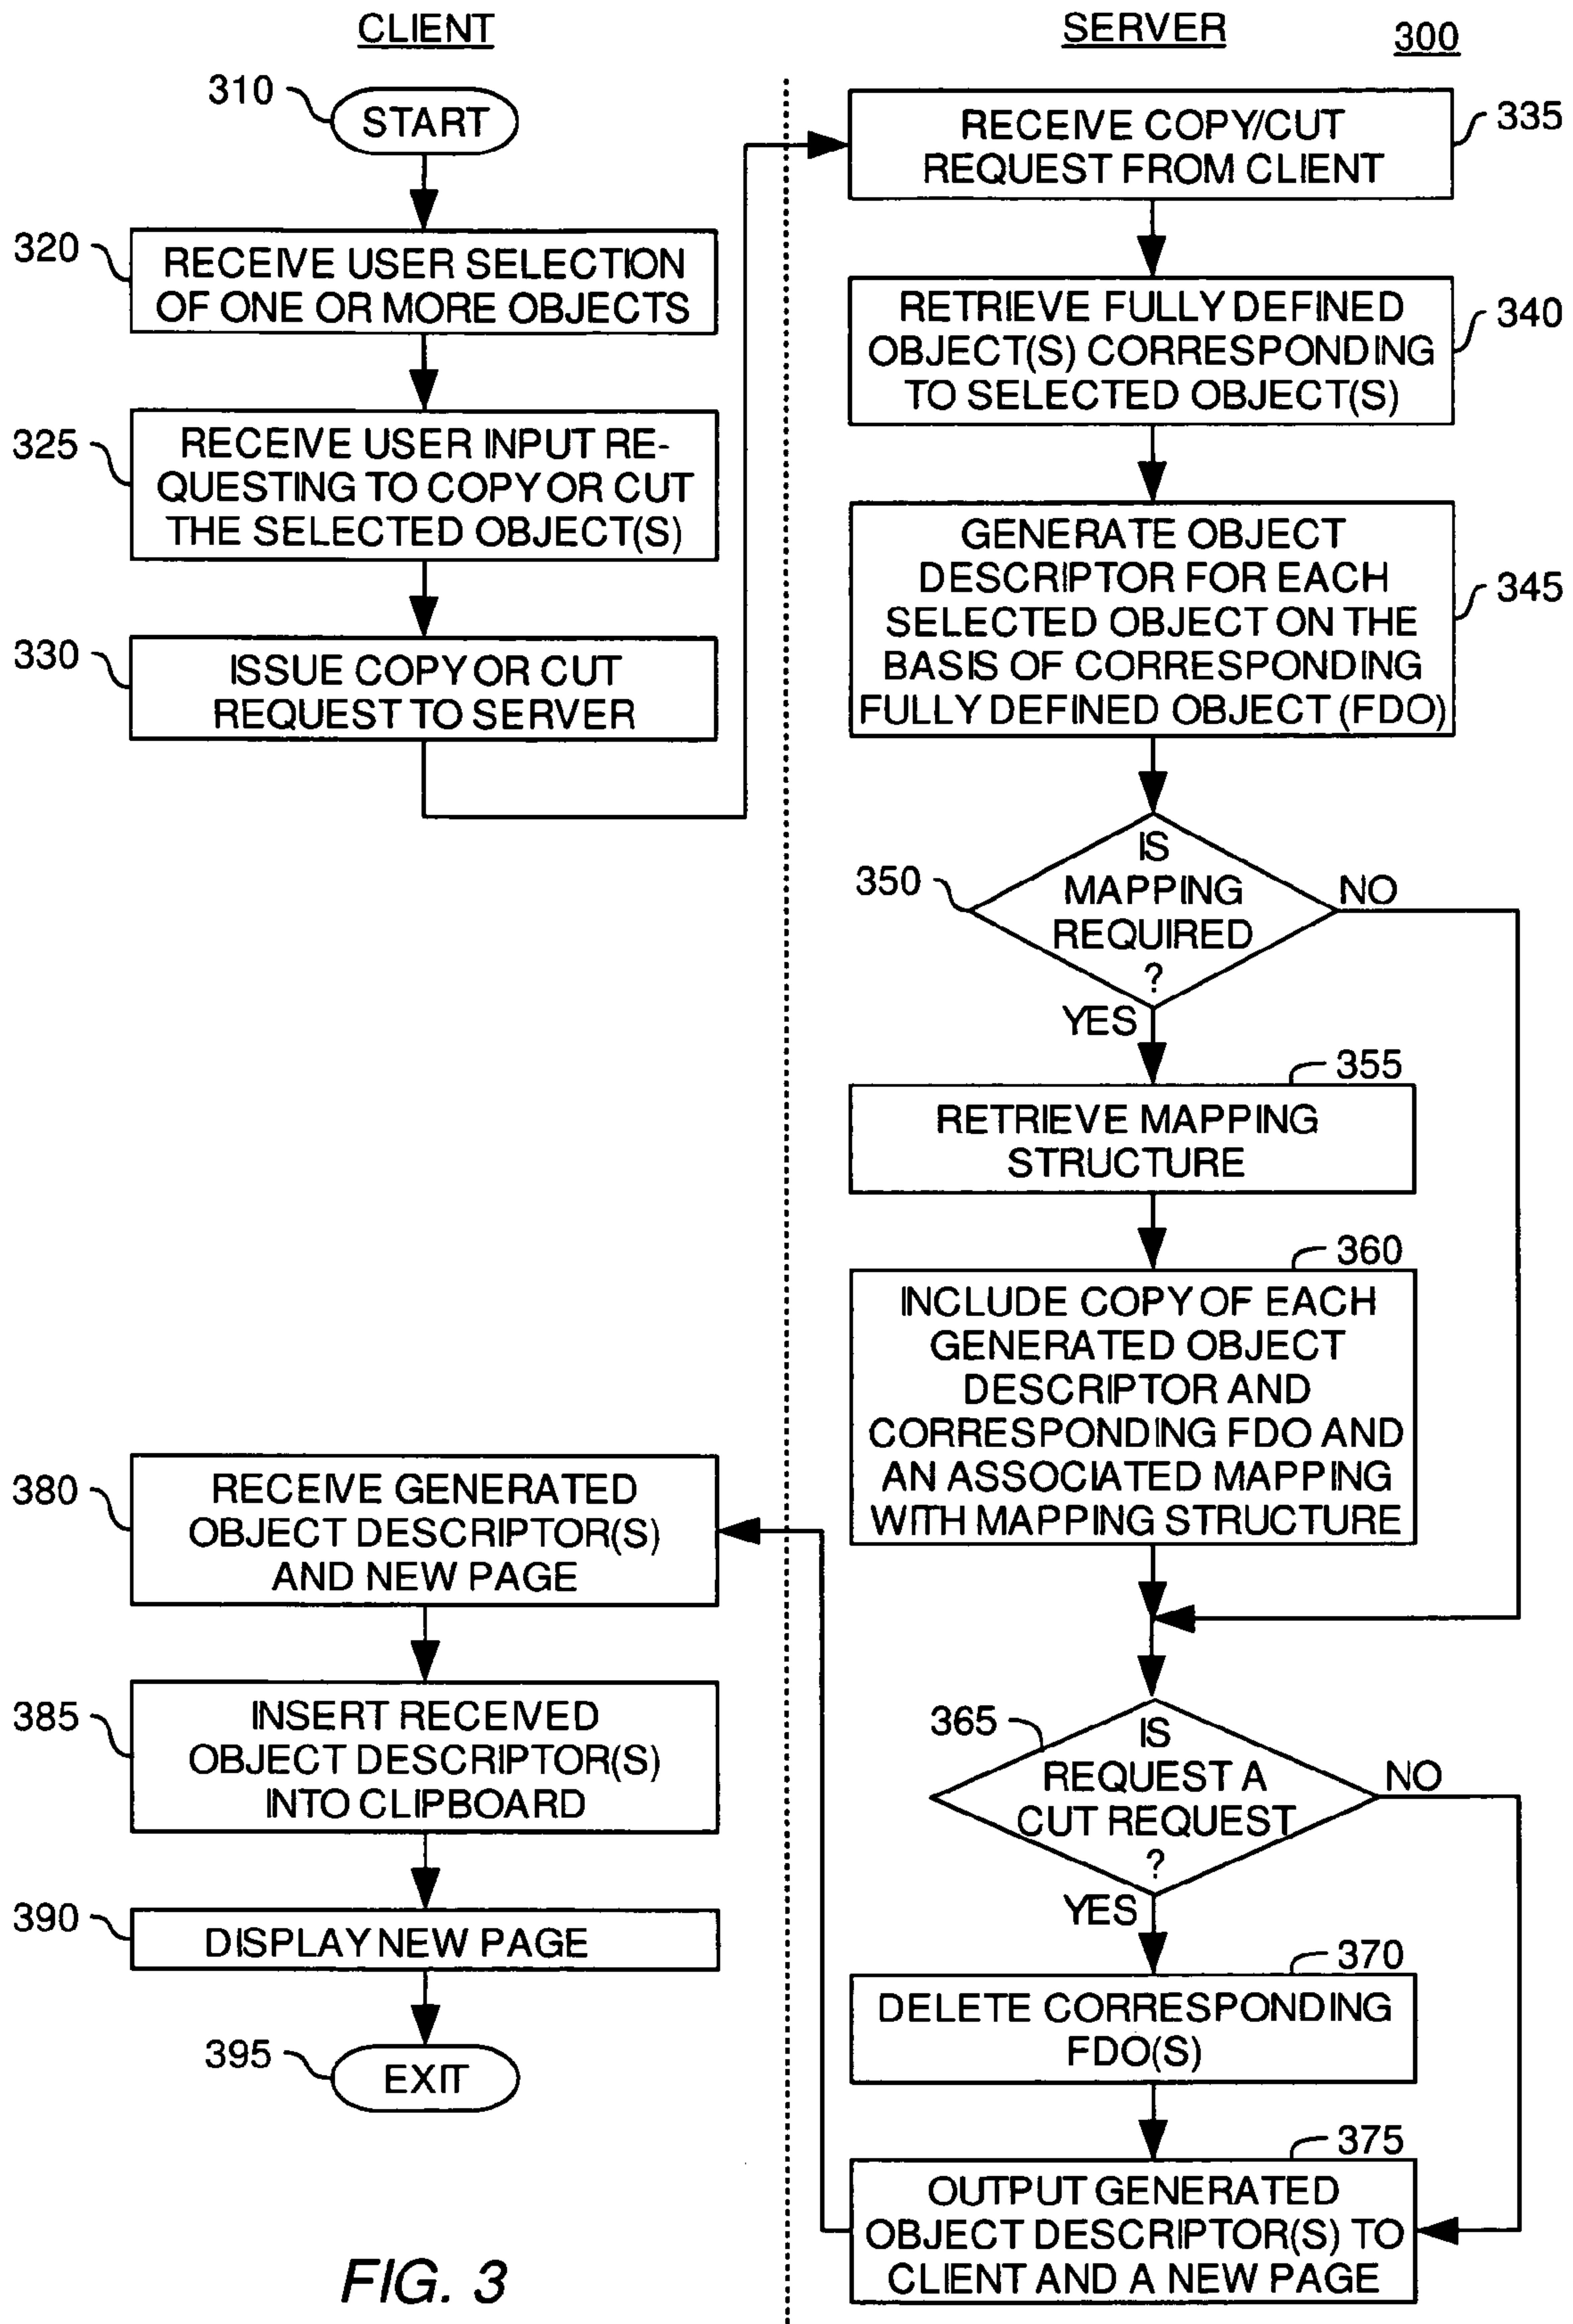 CLIENT
310
START
320
RECEIVE USER SELECTION
OF ONE OR MORE OBJECTS
325
RECEIVE USER INPUT RE-
QUESTING TO COPY OR CUT
THE SELECTED OBJECT(S)
330
ISSUE COPY OR CUT
REQUEST TO SERVER
SERVER
300
RECEIVE COPY/CUT
REQUEST FROM CLIENT
335
RETRIEVE FULLY DEFINED
OBJECT(S) CORRESPONDING
TO SELECTED OBJECT(S)
340
GENERATE OBJECT
DESCRIPTOR FOR EACH
SELECTED OBJECT ON THE
BASIS OF CORRESPONDING
FULLY DEFINED OBJECT (FDO)
345
350
IS
MAPPING
REQUIRED
?
NO
YES
355
RETRIEVE MAPPING
STRUCTURE
360
INCLUDE COPY OF EACH
GENERATED OBJECT
DESCRIPTOR AND
CORRESPONDING FDO AND
AN ASSOCIATED MAPPING
WITH MAPPING STRUCTURE
365
IS
REQUEST A
CUT REQUEST
?
NO
YES
370
DELETE CORRESPONDING
FDO(S)
375
OUTPUT GENERATED
OBJECT DESCRIPTOR(S) TO
CLIENT AND A NEW PAGE
380
RECEIVE GENERATED
OBJECT DESCRIPTOR(S)
AND NEW PAGE
385
INSERT RECEIVED
OBJECT DESCRIPTOR(S)
INTO CLIPBOARD
390
DISPLAY NEW PAGE
395
EXIT
FIG. 3